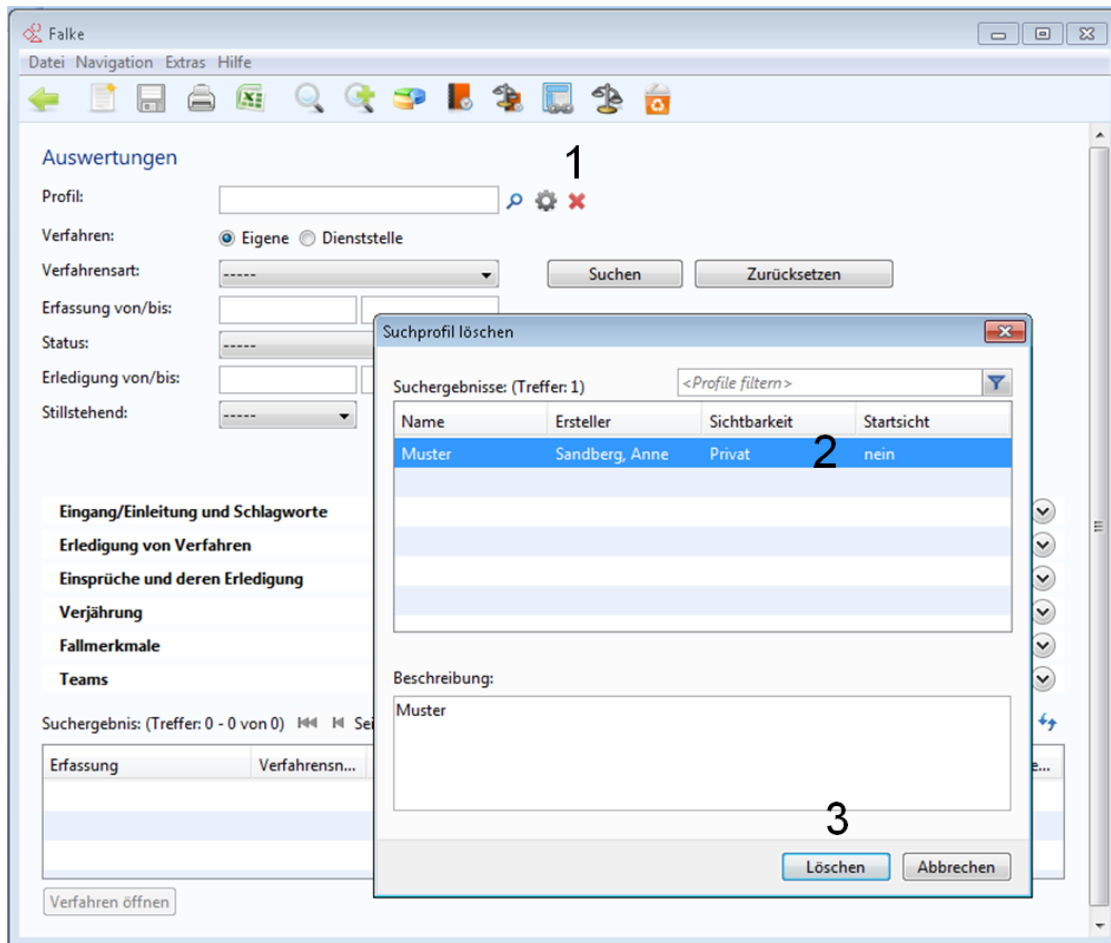 Falke
Datei Navigation Extras Hilfe
Auswertungen
1
Profil:
Verfahren: Eigene Dienststelle
Verfahrensart: ----- Suchen Zurücksetzen
Erfassung von/bis:
Status: -----
Erledigung von/bis:
Stillstehend: -----
Suchprofil löschen
Suchergebnisse: (Treffer: 1) <Profile filtern>
Name Ersteller Sichtbarkeit Startsicht
Muster Sandberg, Anne Privat 2 nein
Beschreibung:
Muster
3
Löschen Abbrechen
Eingang/Einleitung und Schlagworte
Erledigung von Verfahren
Einsprüche und deren Erledigung
Verjährung
Fallmerkmale
Teams
Suchergebnis: (Treffer: 0 - 0 von 0) Sei
Erfassung Verfahrensn... e...
Verfahren öffnen